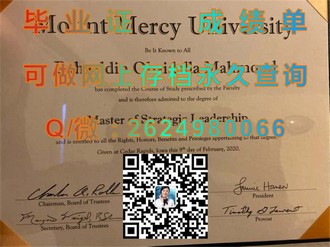 Mount Mercy University
毕业证 成绩单
Be It Known to All
可做网上存档永久查询
has completed the Course of Study prescribed by the Faculty
and is therefore admitted to the degree of
Master of Strategic Leadership
Q/微：2624980066
and is entitled to all the Rights, Honors, Benefits and Privileges appertaining to that degree
Given at Cedar Rapids, Iowa this 9th day of February, 2020.
Chairman, Board of Trustees
President
Board of Trustees
Provost